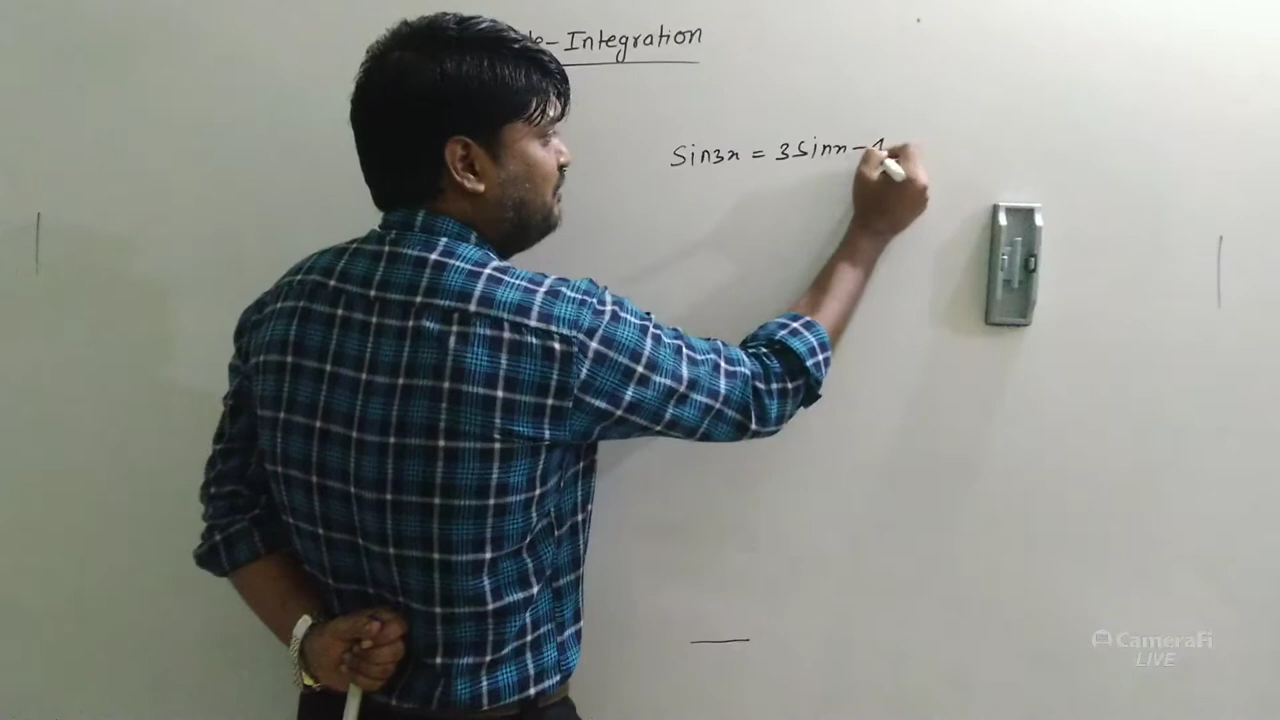 -Integration
Sin3x = 3Sinx - 4
CameraFi
LIVE